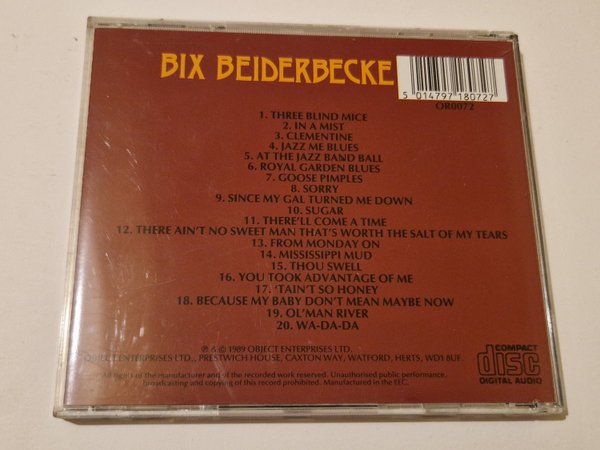 BIX BEIDERBECKE
5 014797 180727
OR0072
1. THREE BLIND MICE
2. IN A MIST
3. CLEMENTINE
4. JAZZ ME BLUES
5. AT THE JAZZ BAND BALL
6. ROYAL GARDEN BLUES
7. GOOSE PIMPLES
8. SORRY
9. SINCE MY GAL TURNED ME DOWN
10. SUGAR
11. THERE'LL COME A TIME
12. THERE AIN'T NO SWEET MAN THAT'S WORTH THE SALT OF MY TEARS
13. FROM MONDAY ON
14. MISSISSIPPI MUD
15. THOU SWELL
16. YOU TOOK ADVANTAGE OF ME
17. 'TAIN'T SO HONEY
18. BECAUSE MY BABY DON'T MEAN MAYBE NOW
19. OL'MAN RIVER
20. WA-DA-DA
℗ & © 1989 OBJECT ENTERPRISES LTD.
OBJECT ENTERPRISES LTD., PRESTWICH HOUSE, CAXTON WAY, WATFORD, HERTS, WD1 8UF.
All rights of the manufacturer and of the recorded work reserved. Unauthorised public performance,
broadcasting and copying of this record prohibited. Manufactured in the EEC.
COMPACT
disc
DIGITAL AUDIO